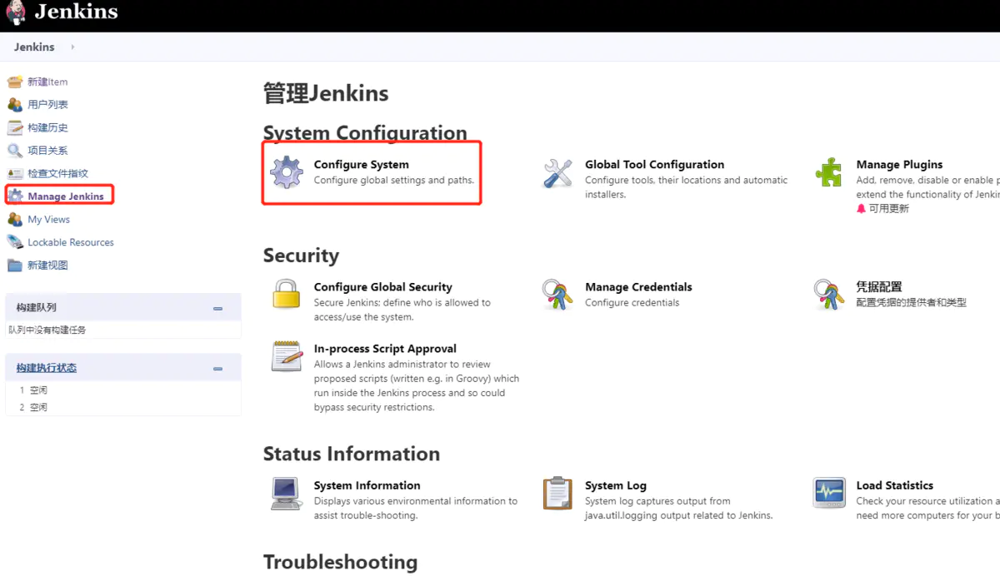 Jenkins
Jenkins
新建Item
用户列表
构建历史
项目关系
检查文件指纹
Manage Jenkins
My Views
Lockable Resources
新建视图
构建队列
队列中没有构建任务
构建执行状态
1 空闲
2 空闲
管理Jenkins
System Configuration
Configure System
Configure global settings and paths.
Global Tool Configuration
Configure tools, their locations and automatic
installers.
Manage Plugins
Add, remove, disable or enable p
extend the functionality of Jenki
可用更新
Security
Configure Global Security
Secure Jenkins; define who is allowed to
access/use the system.
Manage Credentials
Configure credentials
凭据配置
配置凭据的提供者和类型
In-process Script Approval
Allows a Jenkins administrator to review
proposed scripts (written e.g. in Groovy) which
run inside the Jenkins process and so could
bypass security restrictions.
Status Information
System Information
Displays various environmental information to
assist trouble-shooting.
System Log
System log captures output from
java.util.logging output related to Jenkins.
Load Statistics
Check your resource utilization a
need more computers for your b
Troubleshooting